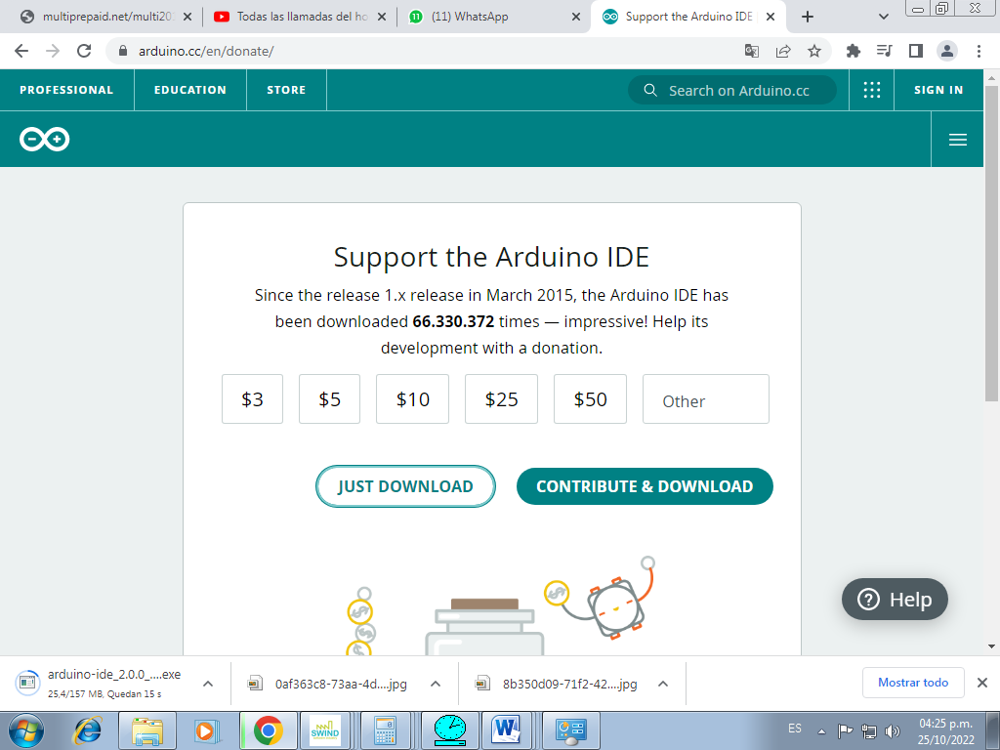 multiprepaid.net/multi20
Todas las llamadas del ho
11
(11) WhatsApp
Support the Arduino IDE
arduino.cc/en/donate/
PROFESSIONAL
EDUCATION
STORE
Search on Arduino.cc
SIGN IN
Support the Arduino IDE
Since the release 1.x release in March 2015, the Arduino IDE has
been downloaded 66.330.372 times — impressive! Help its
development with a donation.
$3
$5
$10
$25
$50
Other
JUST DOWNLOAD
CONTRIBUTE & DOWNLOAD
Help
arduino-ide_2.0.0_....exe
25,4/157 MB, Quedan 15 s
0af363c8-73aa-4d....jpg
8b350d09-71f2-42....jpg
Mostrar todo
SWIND
ES
04:25 p.m.
25/10/2022